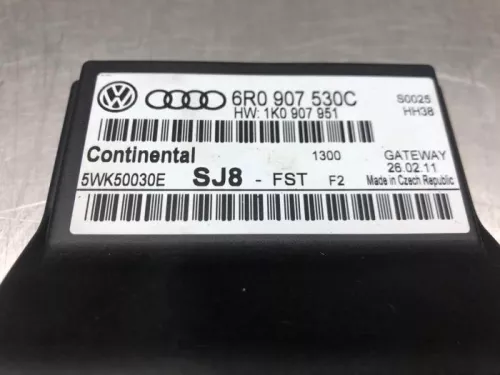 6R0 907 530C S0025
HW: 1K0 907 951 HH38
Continental 1300 GATEWAY
5WK50030E SJ8 - FST F2 26.02.11
Made in Czech Republic